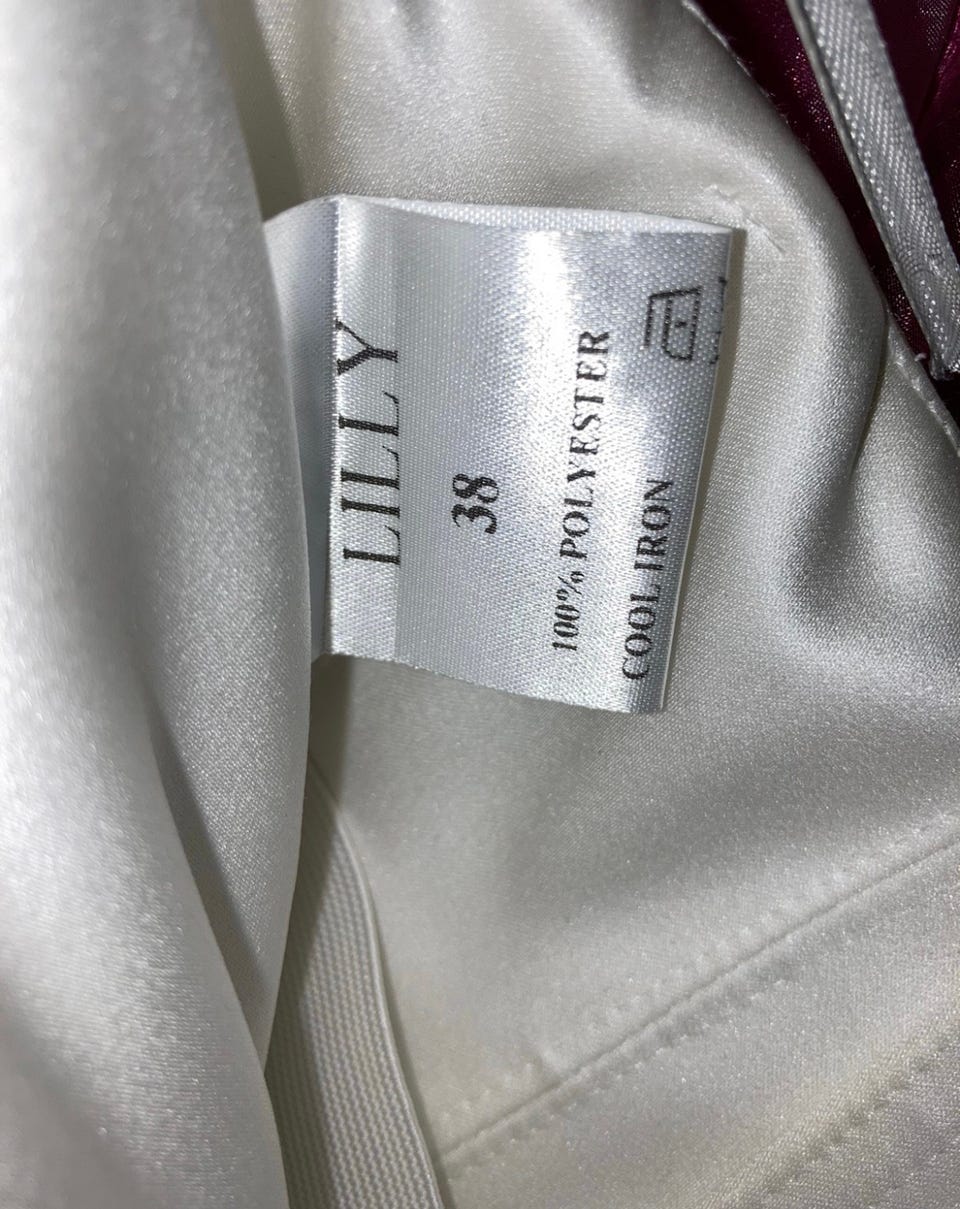 LILLY
38
100% POLYESTER
COOL IRON